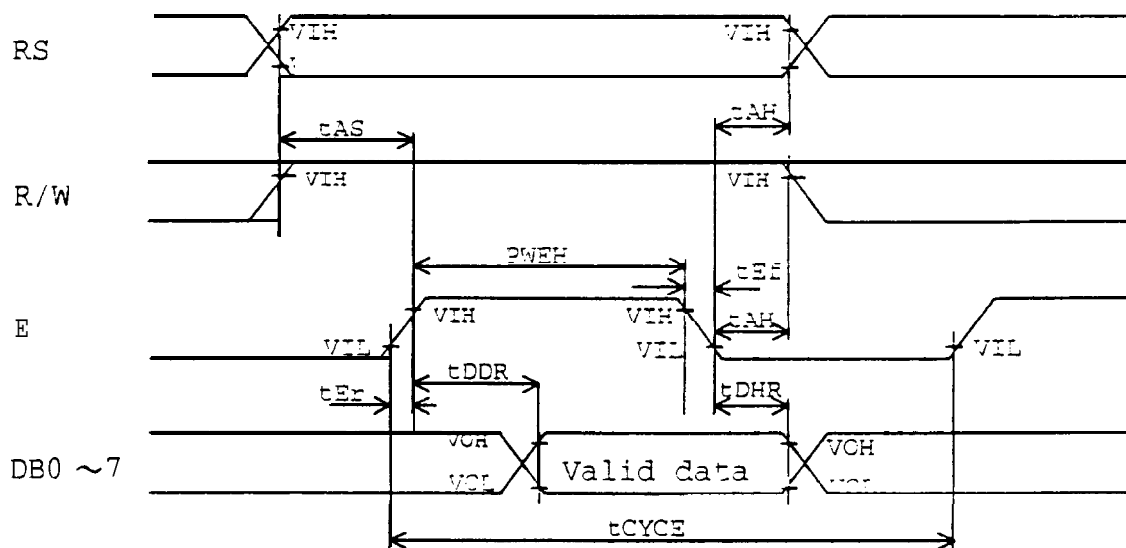 RS
VIH
VIH
tAS
tAH
R/W
VIH
VIH
PWEH
tEf
E
VIH
VIH
tAH
VIL
VIL
VIL
tEr
tDDR
tDHR
DB0 ~7
VOH
VOH
VOL
Valid data
tCYCE